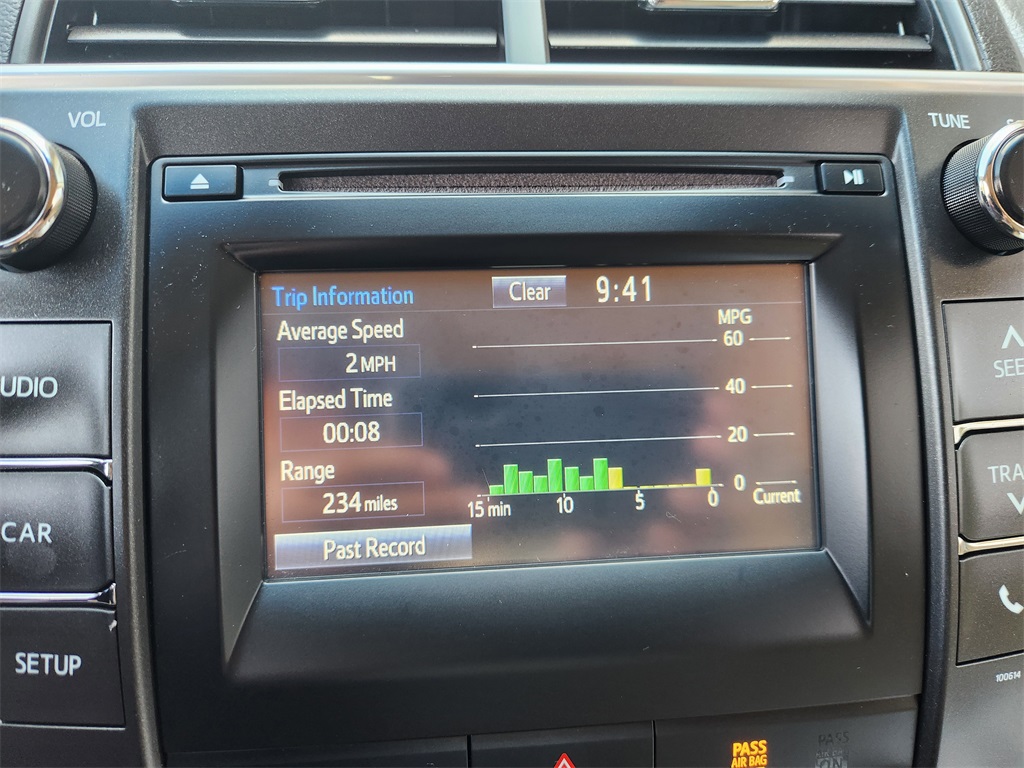 VOL
TUNE
Trip Information Clear 9:41
Average Speed
2 MPH
Elapsed Time
00:08
Range
234 miles
Past Record
MPG
60
40
20
0
15 min 10 5 0 Current
UDIO
CAR
SETUP
SEE
TRA
100614
PASS
AIR BAG
PASS
ON